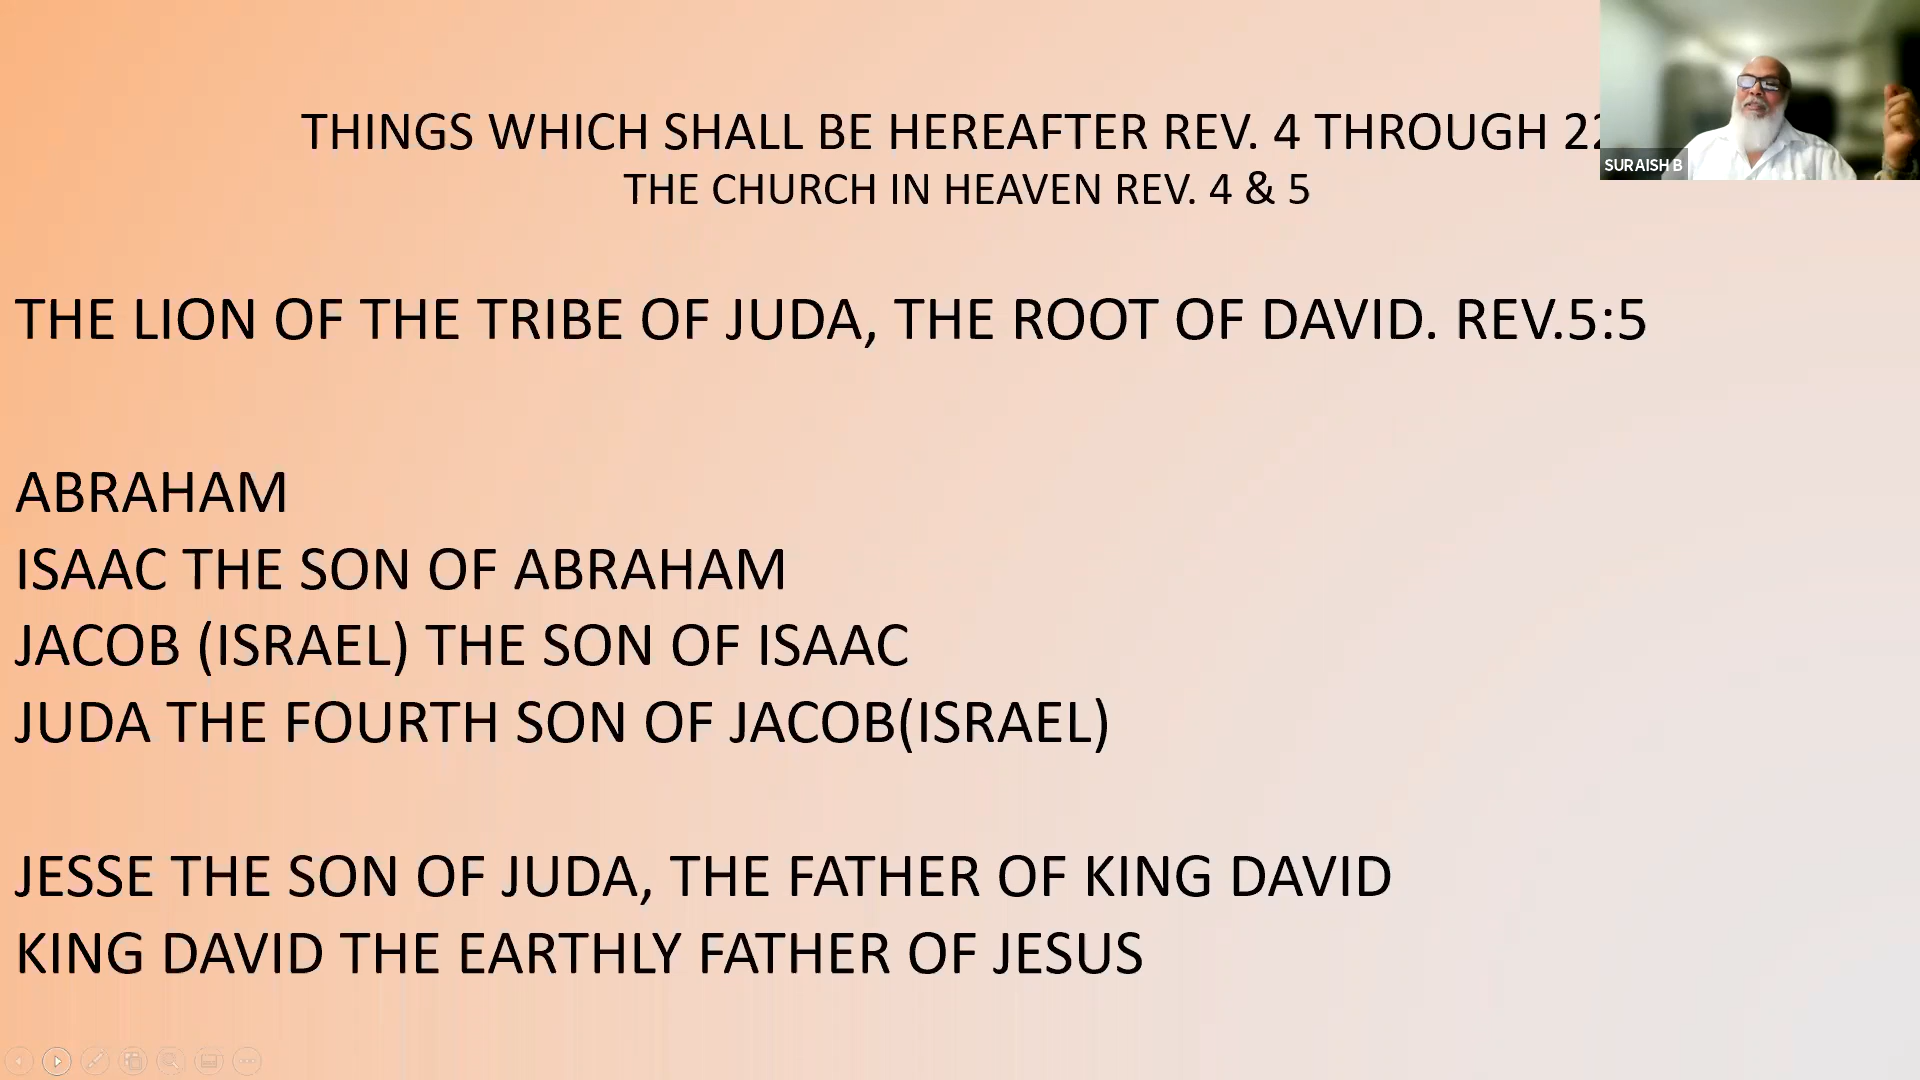 THINGS WHICH SHALL BE HEREAFTER REV. 4 THROUGH 22
THE CHURCH IN HEAVEN REV. 4 & 5
SURAISH B
THE LION OF THE TRIBE OF JUDA, THE ROOT OF DAVID. REV.5:5
ABRAHAM
ISAAC THE SON OF ABRAHAM
JACOB (ISRAEL) THE SON OF ISAAC
JUDA THE FOURTH SON OF JACOB(ISRAEL)
JESSE THE SON OF JUDA, THE FATHER OF KING DAVID
KING DAVID THE EARTHLY FATHER OF JESUS